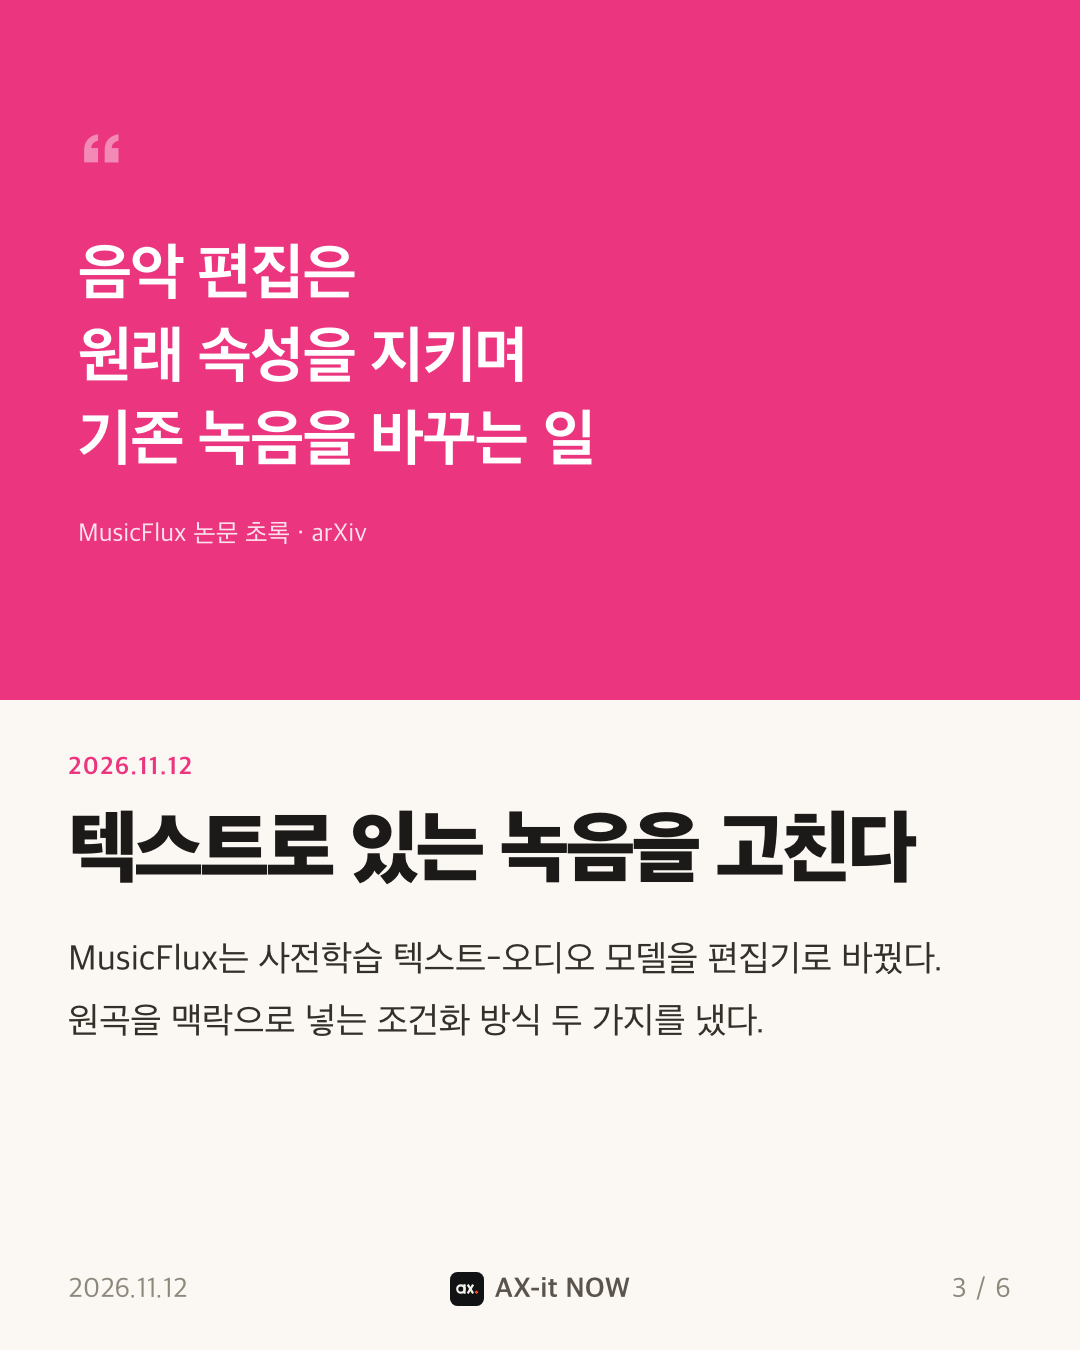 “
음악 편집은
원래 속성을 지키며
기존 녹음을 바꾸는 일
MusicFlux 논문 초록 · arXiv
2026.11.12
텍스트로 있는 녹음을 고친다
MusicFlux는 사전학습 텍스트-오디오 모델을 편집기로 바꿨다.
원곡을 맥락으로 넣는 조건화 방식 두 가지를 냈다.
2026.11.12
ax. AX-it NOW
3 / 6